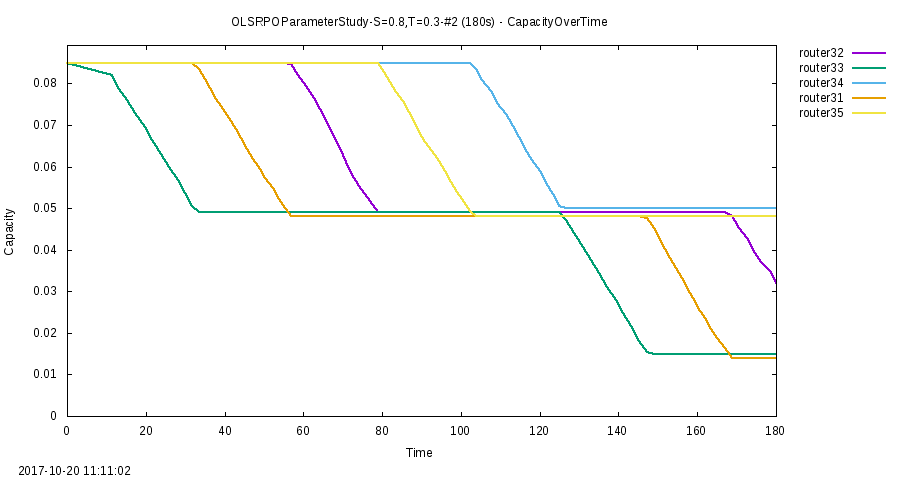 OLSRPOParameterStudy-S=0.8,T=0.3-#2 (180s) - CapacityOverTime
router32
router33
router34
router31
router35
0.08
0.07
0.06
0.05
0.04
0.03
0.02
0.01
0
Capacity
0 20 40 60 80 100 120 140 160 180
Time
2017-10-20 11:11:02